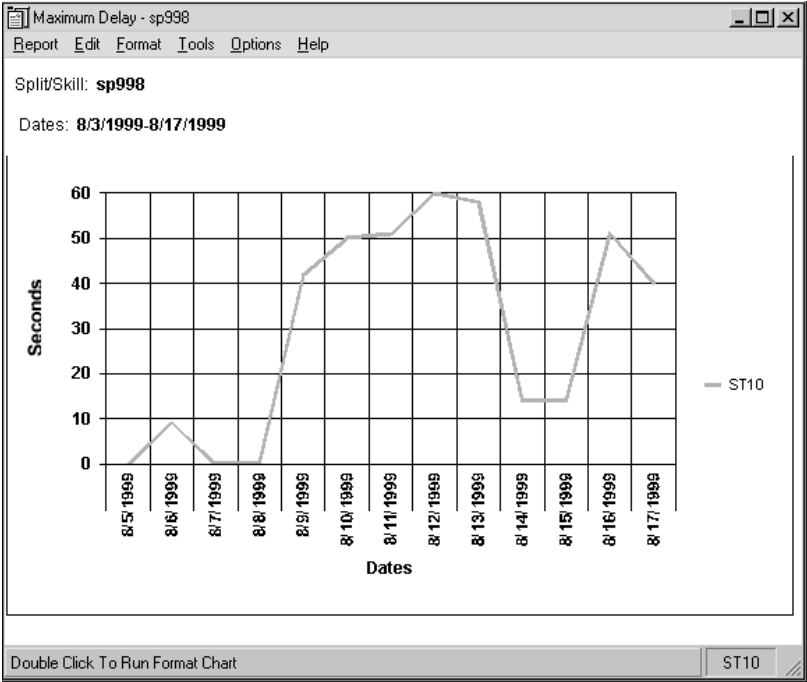 Maximum Delay - sp998
Report Edit Format Tools Options Help
Split/Skill: sp998
Dates: 8/3/1999-8/17/1999
60
50
40
30
20
10
0
Seconds
8/5/1999
8/6/1999
8/7/1999
8/8/1999
8/9/1999
8/10/1999
8/11/1999
8/12/1999
8/13/1999
8/14/1999
8/15/1999
8/16/1999
8/17/1999
Dates
ST10
Double Click To Run Format Chart
ST10